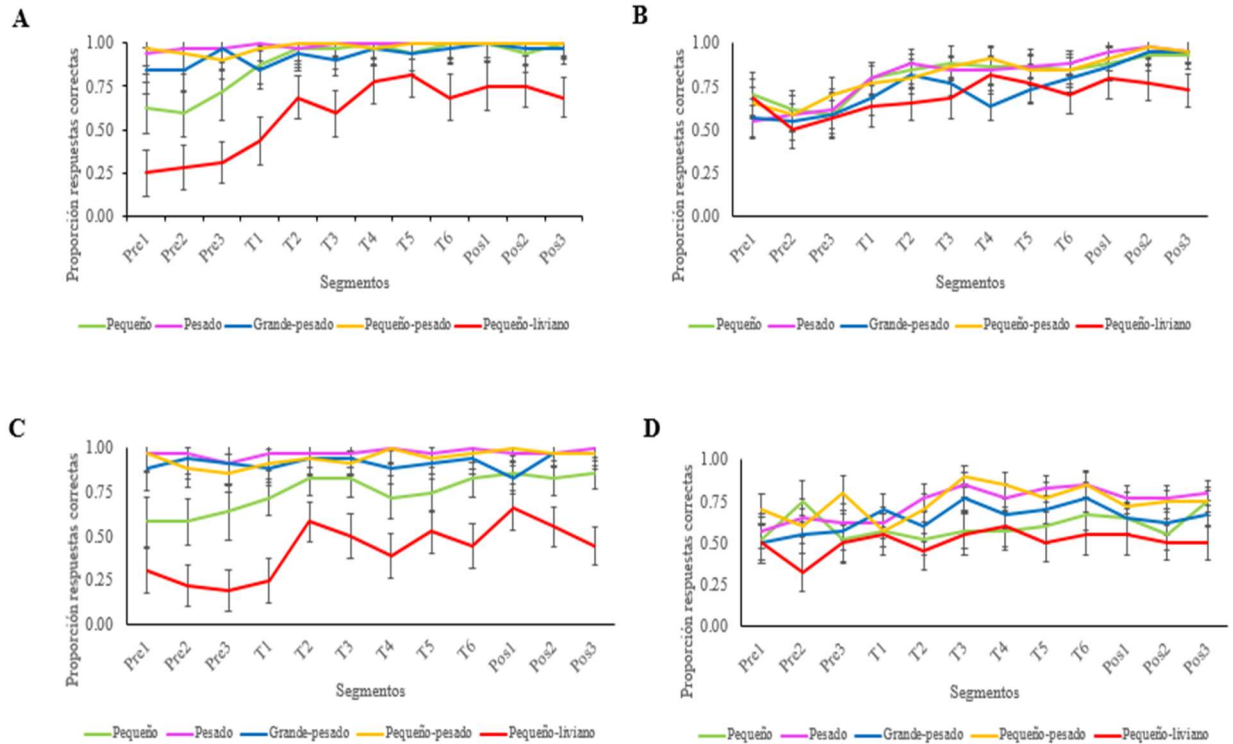 A
Proporción respuestas correctas
1.00
0.75
0.50
0.25
0.00
Pre1 Pre2 Pre3 T1 T2 T3 T4 T5 T6 Pos1 Pos2 Pos3
Segmentos
Pequeño Pesado Grande-pesado Pequeño-pesado Pequeño-liviano
B
Proporción respuestas correctas
1.00
0.75
0.50
0.25
0.00
Pre1 Pre2 Pre3 T1 T2 T3 T4 T5 T6 Pos1 Pos2 Pos3
Segmentos
Pequeño Pesado Grande-pesado Pequeño-pesado Pequeño-liviano
C
Proporción respuestas correctas
1.00
0.75
0.50
0.25
0.00
Pre1 Pre2 Pre3 T1 T2 T3 T4 T5 T6 Pos1 Pos2 Pos3
Segmentos
Pequeño Pesado Grande-pesado Pequeño-pesado Pequeño-liviano
D
Proporción respuestas correctas
1.00
0.75
0.50
0.25
0.00
Pre1 Pre2 Pre3 T1 T2 T3 T4 T5 T6 Pos1 Pos2 Pos3
Segmentos
Pequeño Pesado Grande-pesado Pequeño-pesado Pequeño-liviano